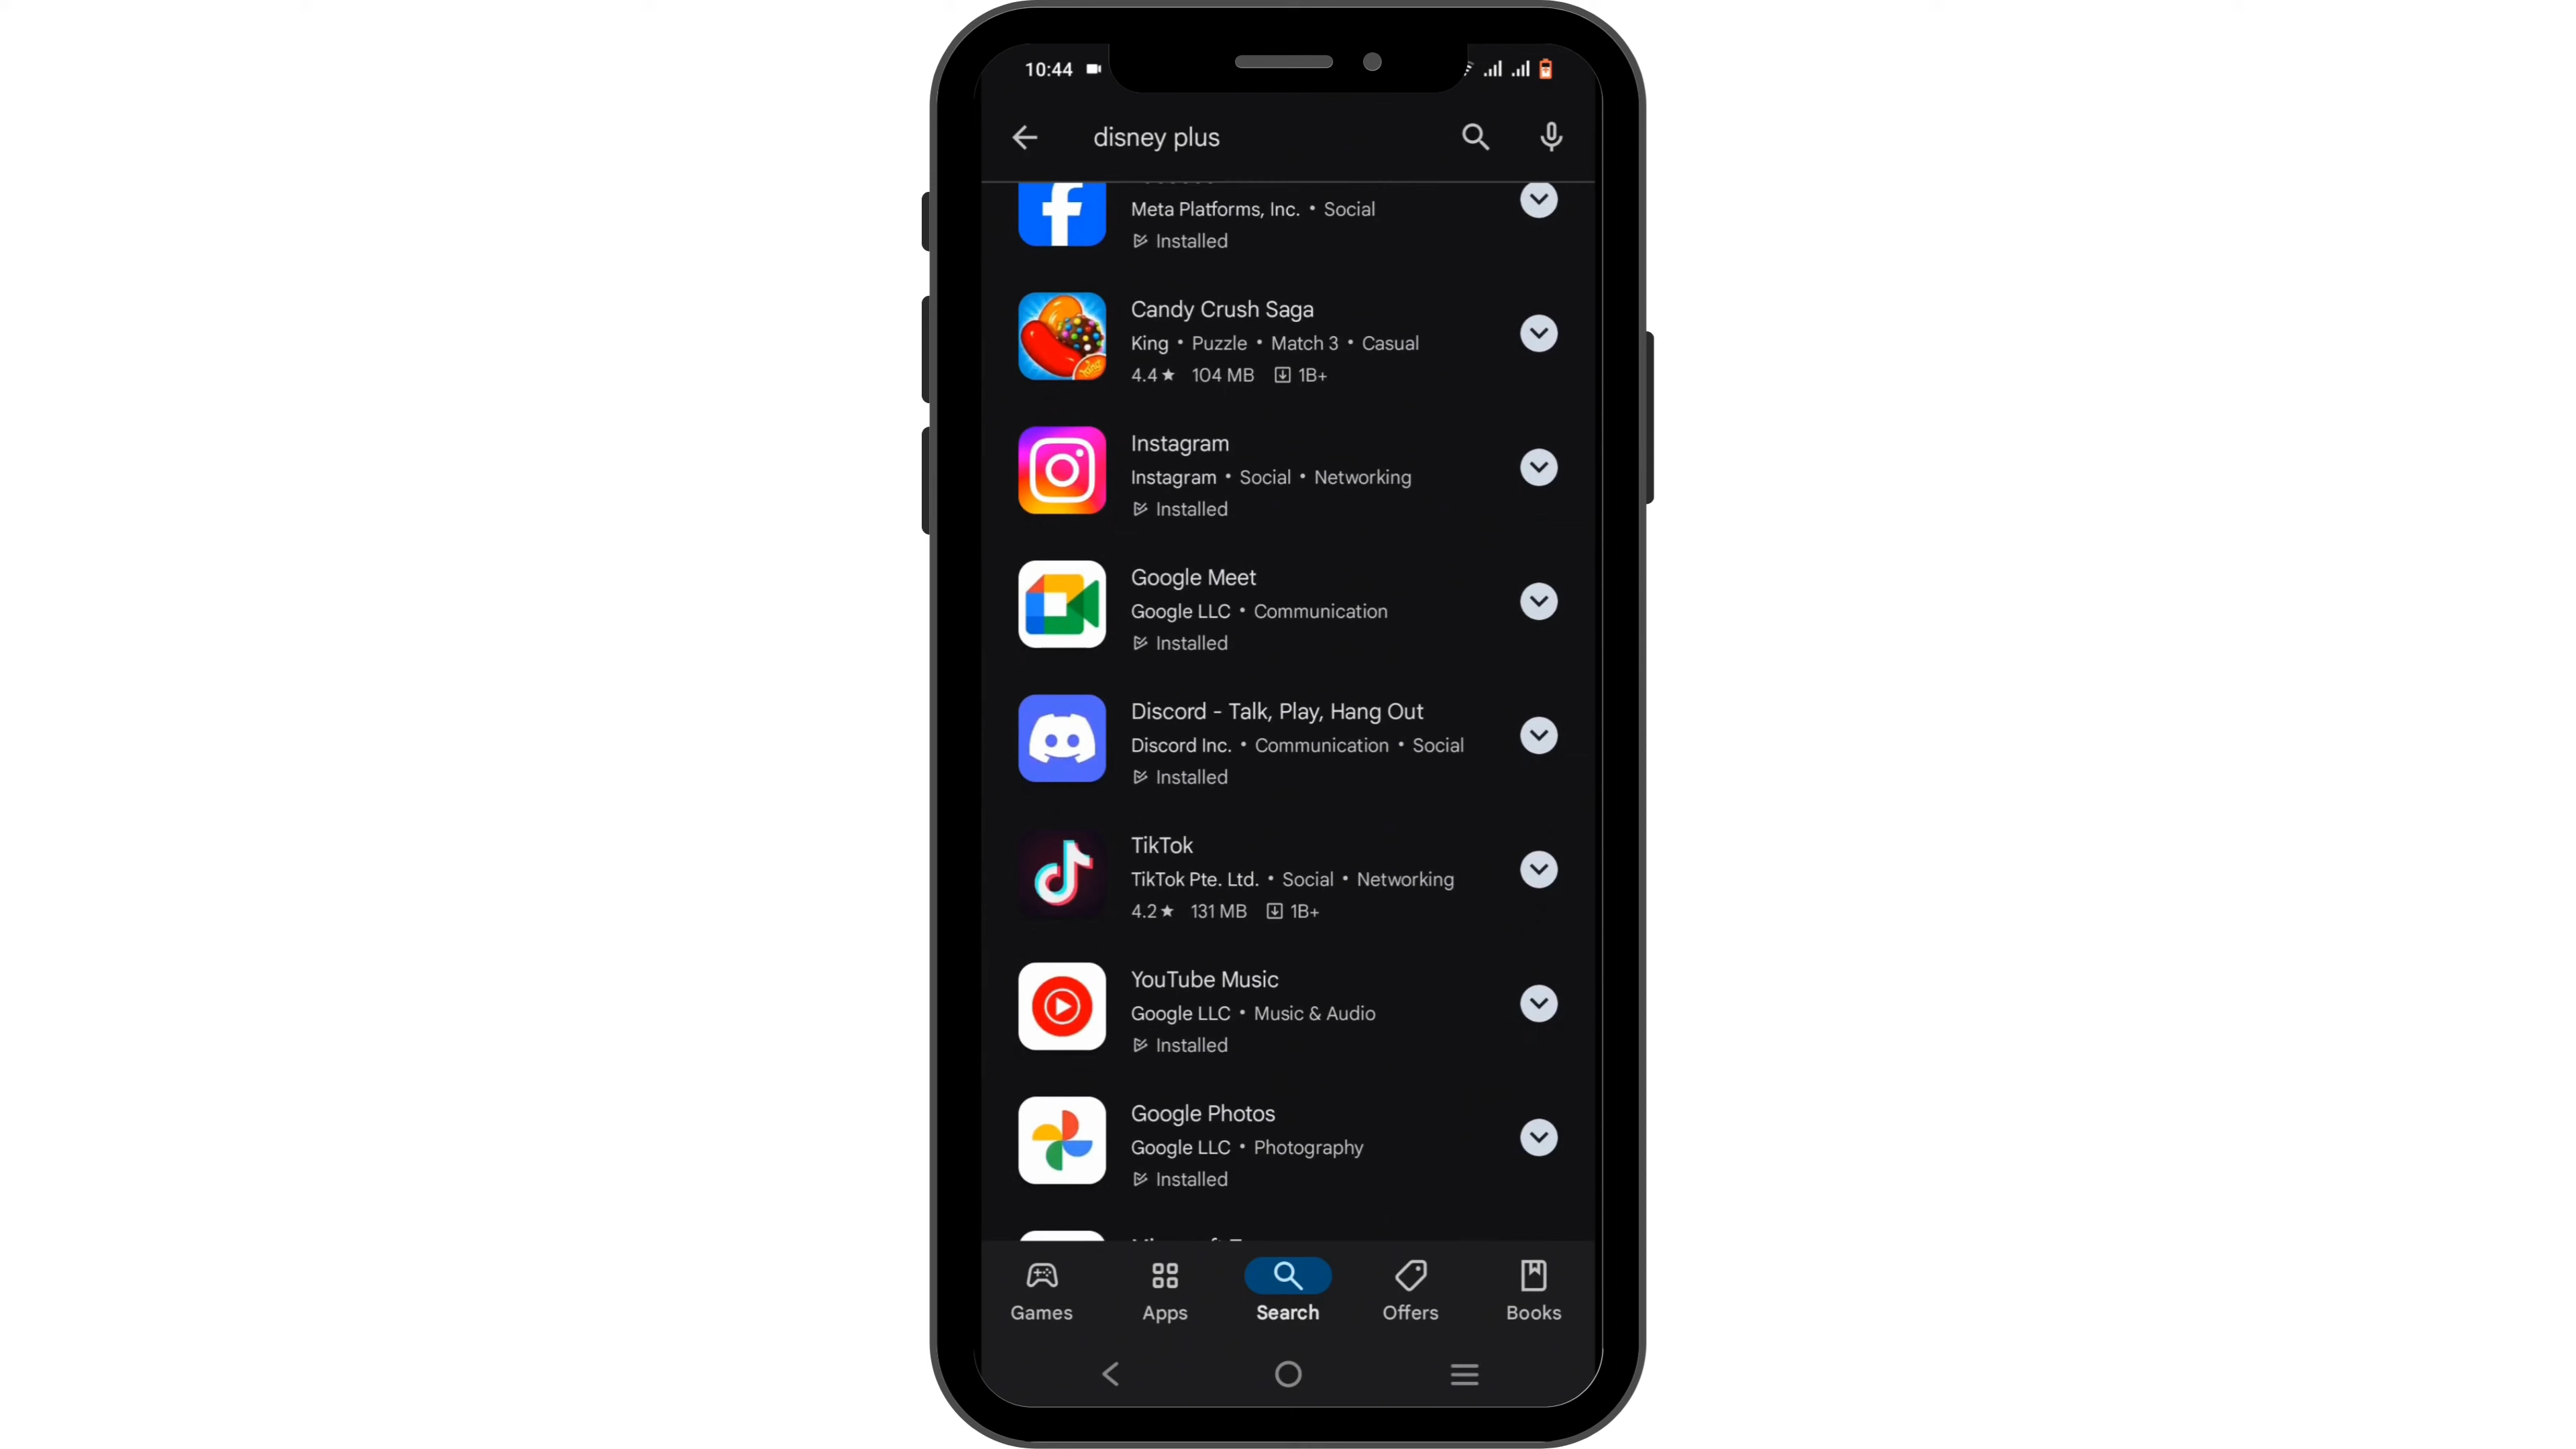 10:44
disney plus
Meta Platforms, Inc. • Social
Installed
Candy Crush Saga
King • Puzzle • Match 3 • Casual
4.4★ 104 MB 1B+
Instagram
Instagram • Social • Networking
Installed
Google Meet
Google LLC • Communication
Installed
Discord - Talk, Play, Hang Out
Discord Inc. • Communication • Social
Installed
TikTok
TikTok Pte. Ltd. • Social • Networking
4.2★ 131 MB 1B+
YouTube Music
Google LLC • Music & Audio
Installed
Google Photos
Google LLC • Photography
Installed
Games
Apps
Search
Offers
Books